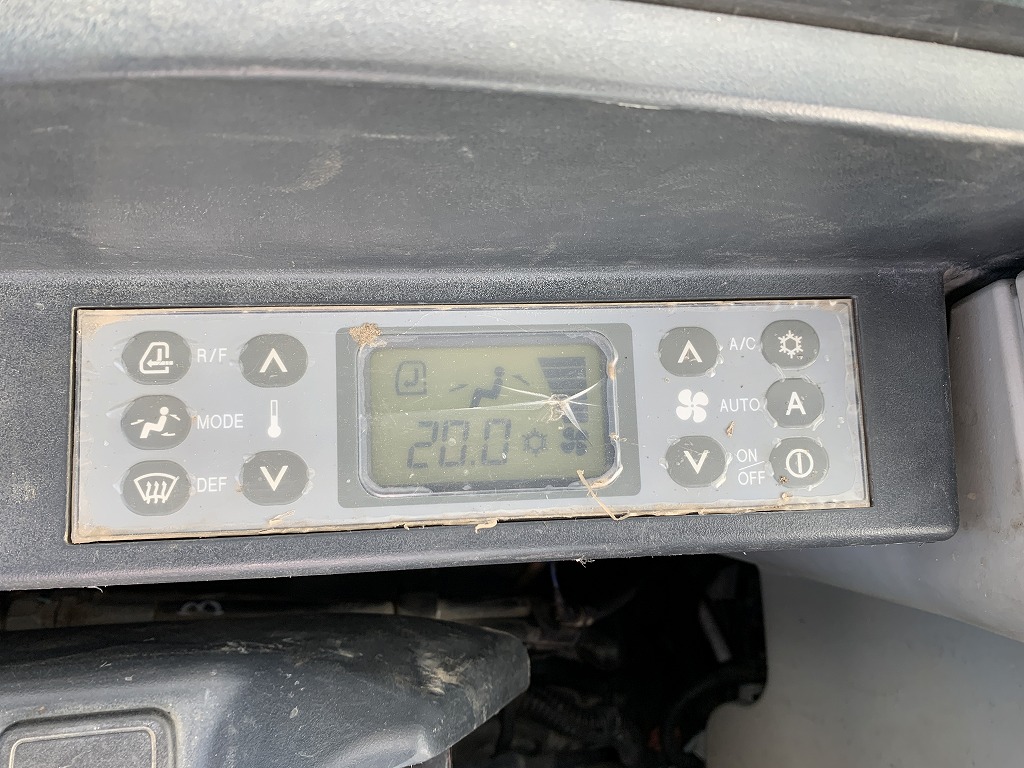 R/F
MODE
DEF
20.0
A/C
AUTO
A
ON
OFF